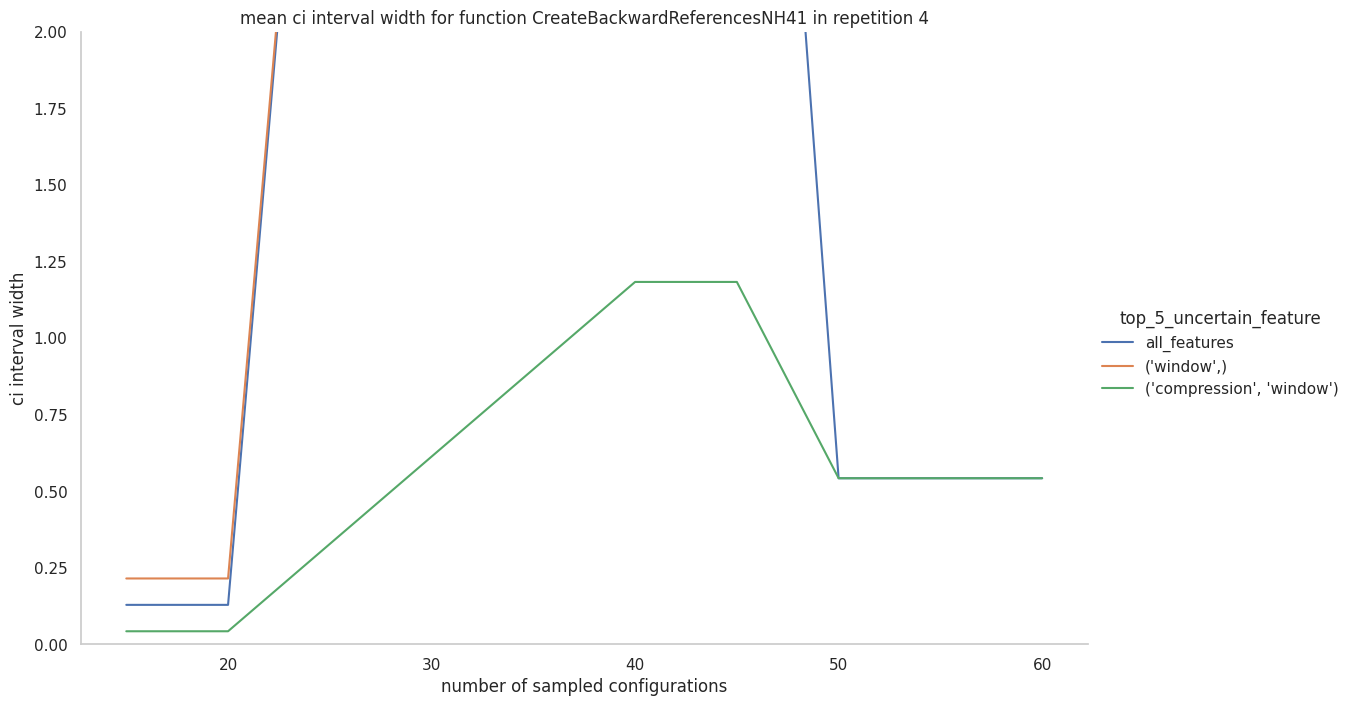 mean ci interval width for function CreateBackwardReferencesNH41 in repetition 4
2.00
1.75
1.50
1.25
1.00
0.75
0.50
0.25
0.00
ci interval width
20 30 40 50 60
number of sampled configurations
top_5_uncertain_feature
all_features
('window',)
('compression', 'window')